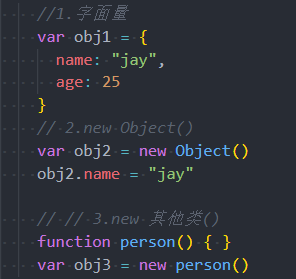 //1.字面量
var obj1 = {
  name: "jay",
  age: 25
}
// 2.new Object()
var obj2 = new Object()
obj2.name = "jay"

// // 3.new 其他类()
function person() { }
var obj3 = new person()